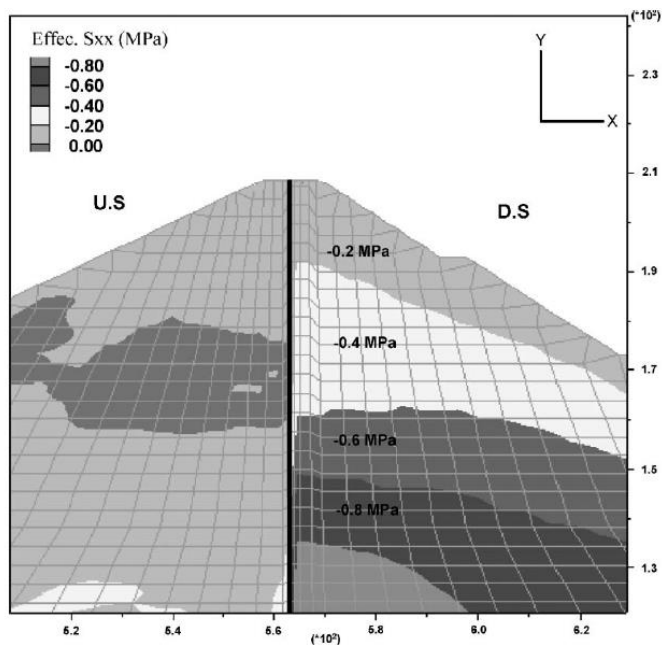 Effec. Sxx (MPa)
-0.80
-0.60
-0.40
-0.20
0.00
Y
X
(*10²)
2.3
2.1
1.9
1.7
1.5
1.3
U.S
D.S
-0.2 MPa
-0.4 MPa
-0.6 MPa
-0.8 MPa
5.2
5.4
5.6
5.8
6.0
6.2
(*10²)